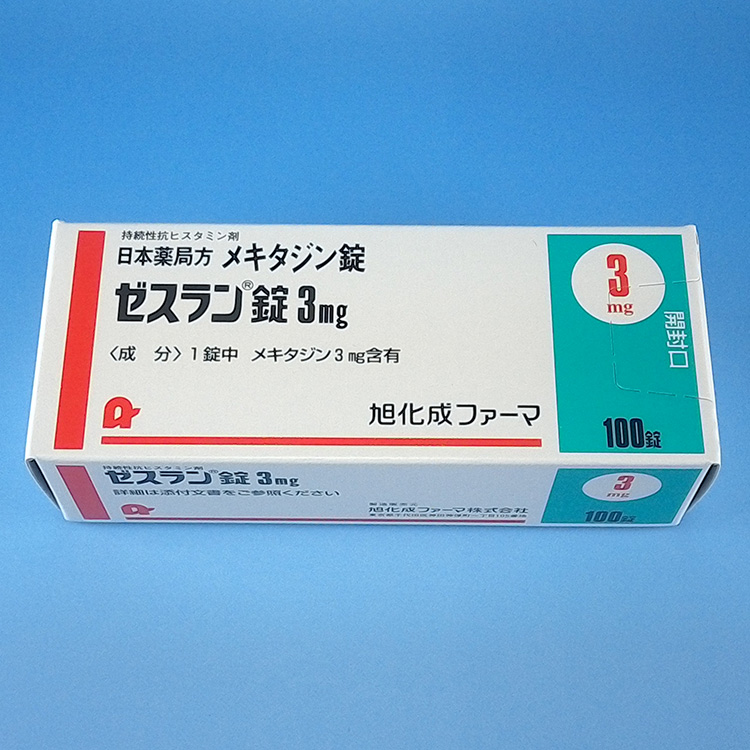 持続性抗ヒスタミン剤
日本薬局方 メキタジン錠
ゼスラン®錠 3mg
〈成 分〉1錠中 メキタジン3mg含有
旭化成ファーマ
3
mg
開封口
100錠
持続性抗ヒスタミン剤
ゼスラン®錠 3mg
詳細は添付文書をご参照ください
製造販売元
旭化成ファーマ株式会社
3
mg
100錠